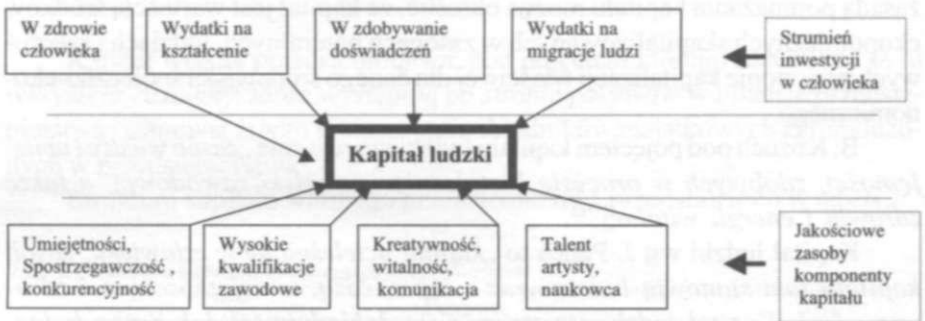 W zdrowie
człowieka
Wydatki na
kształcenie
W zdobywanie
doświadczeń
Wydatki na
migracje ludzi
Strumień
inwestycji
w człowieka
Kapitał ludzki
Umiejętności,
Spostrzegawczość,
konkurencyjność
Wysokie
kwalifikacje
zawodowe
Kreatywność,
witalność,
komunikacja
Talent
artysty,
naukowca
Jakościowe
zasoby
komponenty
kapitału